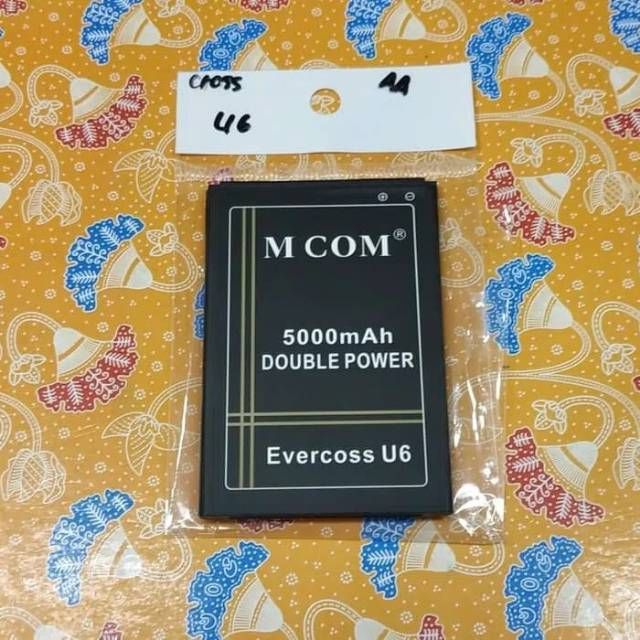 CROSS AA
U6
M COM®
5000mAh
DOUBLE POWER
Evercoss U6